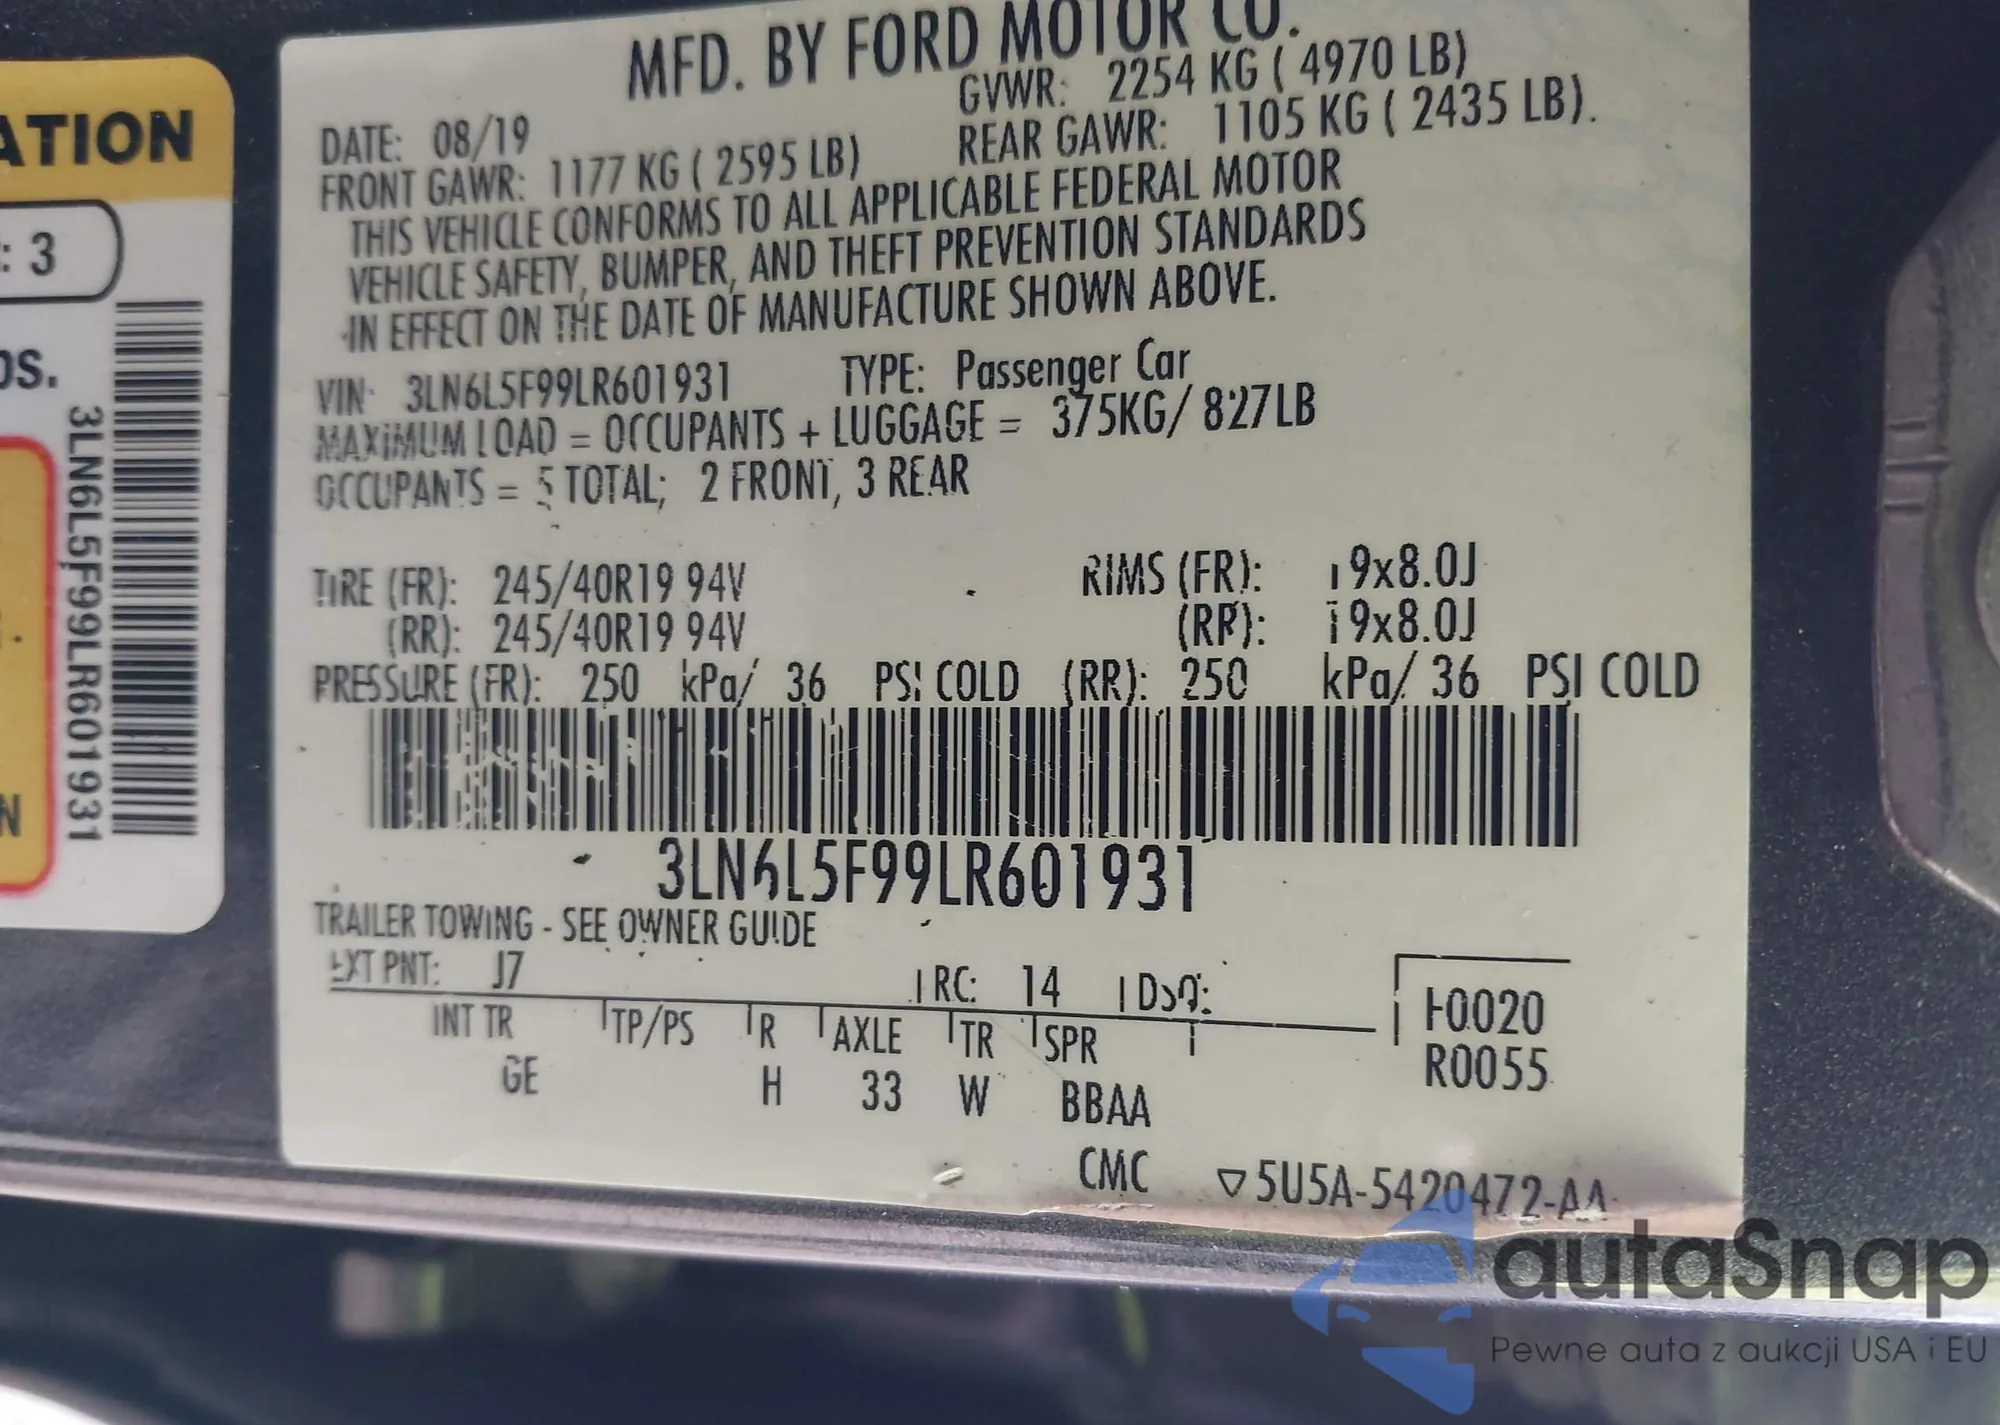 ATION
: 3
3LN6L5F99LR601931
MFD. BY FORD MOTOR CO.
DATE: 08/19 GVWR: 2254 KG ( 4970 LB)
FRONT GAWR: 1177 KG ( 2595 LB) REAR GAWR: 1105 KG ( 2435 LB).
THIS VEHICLE CONFORMS TO ALL APPLICABLE FEDERAL MOTOR
VEHICLE SAFETY, BUMPER, AND THEFT PREVENTION STANDARDS
IN EFFECT ON THE DATE OF MANUFACTURE SHOWN ABOVE.
VIN: 3LN6L5F99LR601931 TYPE: Passenger Car
MAXIMUM LOAD = OCCUPANTS + LUGGAGE = 375KG/ 827LB
OCCUPANTS = 5 TOTAL; 2 FRONT, 3 REAR
TIRE (FR): 245/40R19 94V RIMS (FR): 19x8.0J
(RR): 245/40R19 94V (RR): 19x8.0J
PRESSURE (FR): 250 kPa/ 36 PSI COLD (RR): 250 kPa/ 36 PSI COLD
3LN6L5F99LR601931
TRAILER TOWING - SEE OWNER GUIDE
EXT PNT: J7 RC: 14 DSO:
F0020
INT TR TP/PS R AXLE TR SPR
R0055
GE H 33 W BBAA
CMC ▽5U5A-5420472-AA
autaSnap
Pewne auta z aukcji USA i EU